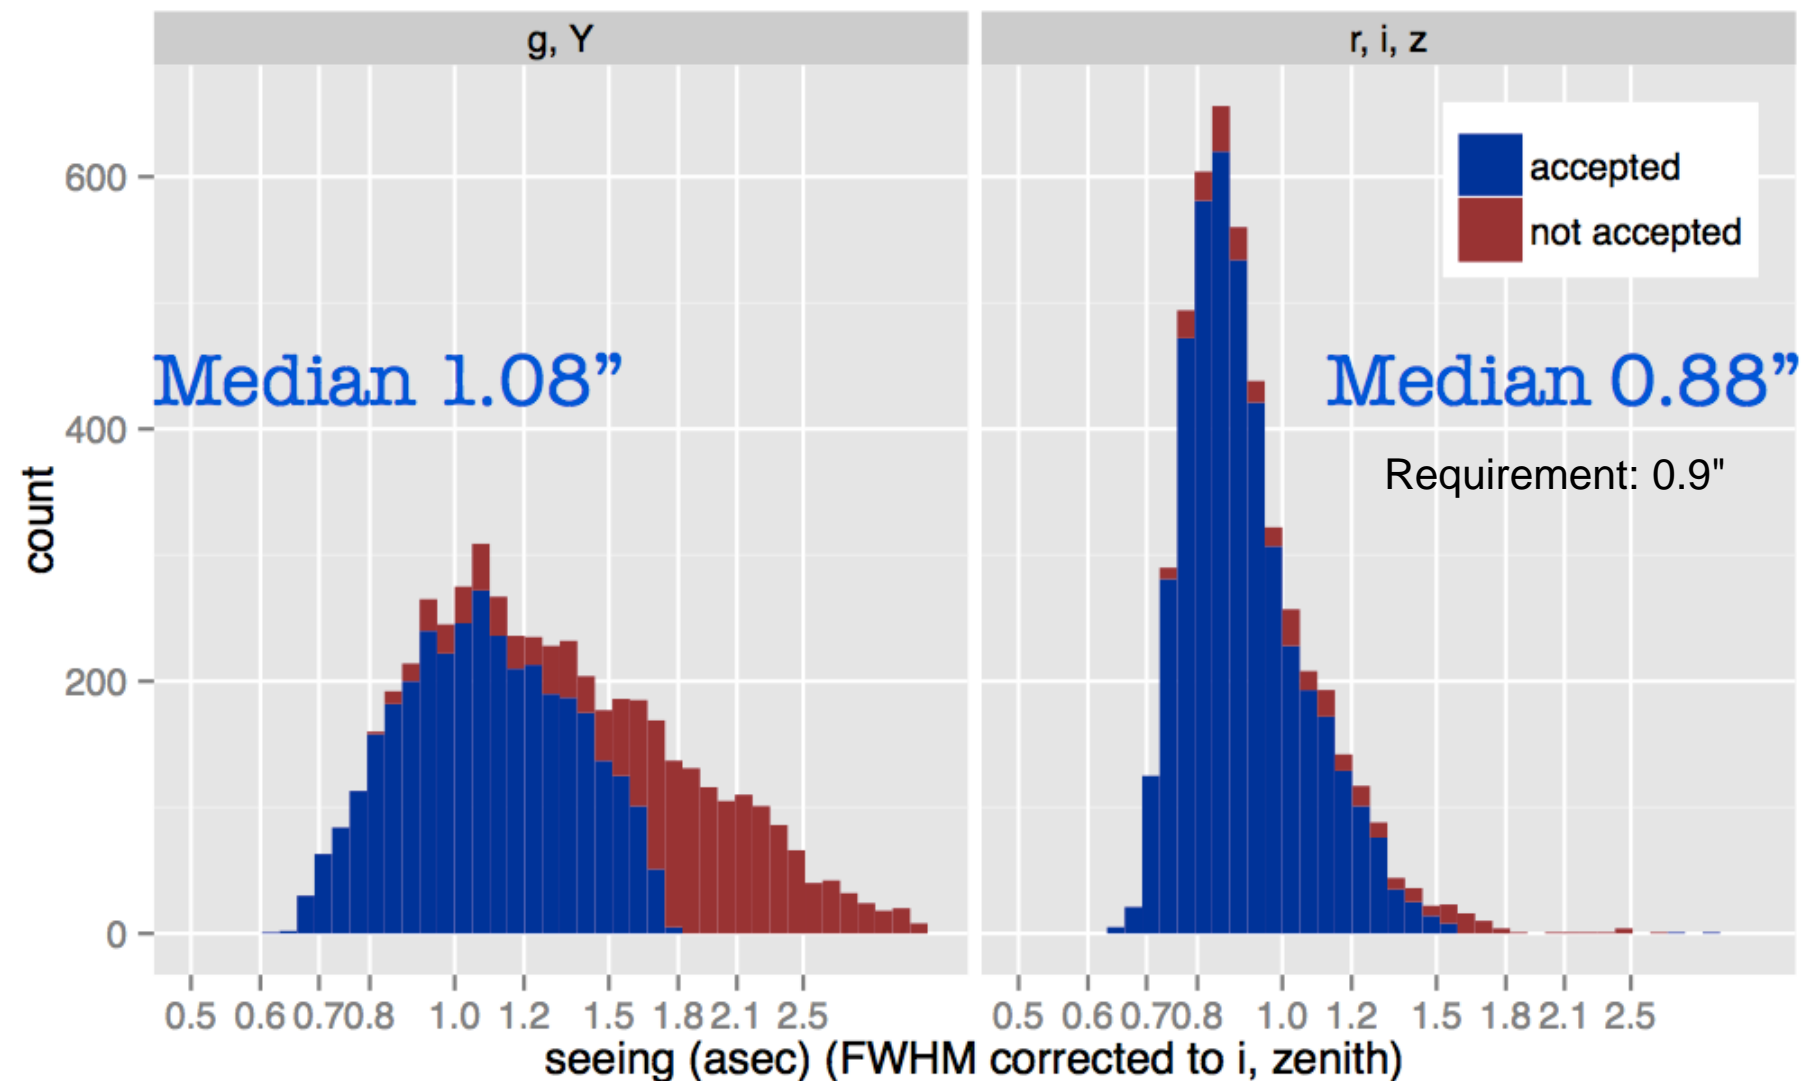 g, Y
r, i, z
accepted
not accepted
Median 1.08”
Median 0.88”
Requirement: 0.9"
count
600
400
200
0
0.5 0.6 0.7 0.8 1.0 1.2 1.5 1.8 2.1 2.5
0.5 0.6 0.7 0.8 1.0 1.2 1.5 1.8 2.1 2.5
seeing (asec) (FWHM corrected to i, zenith)